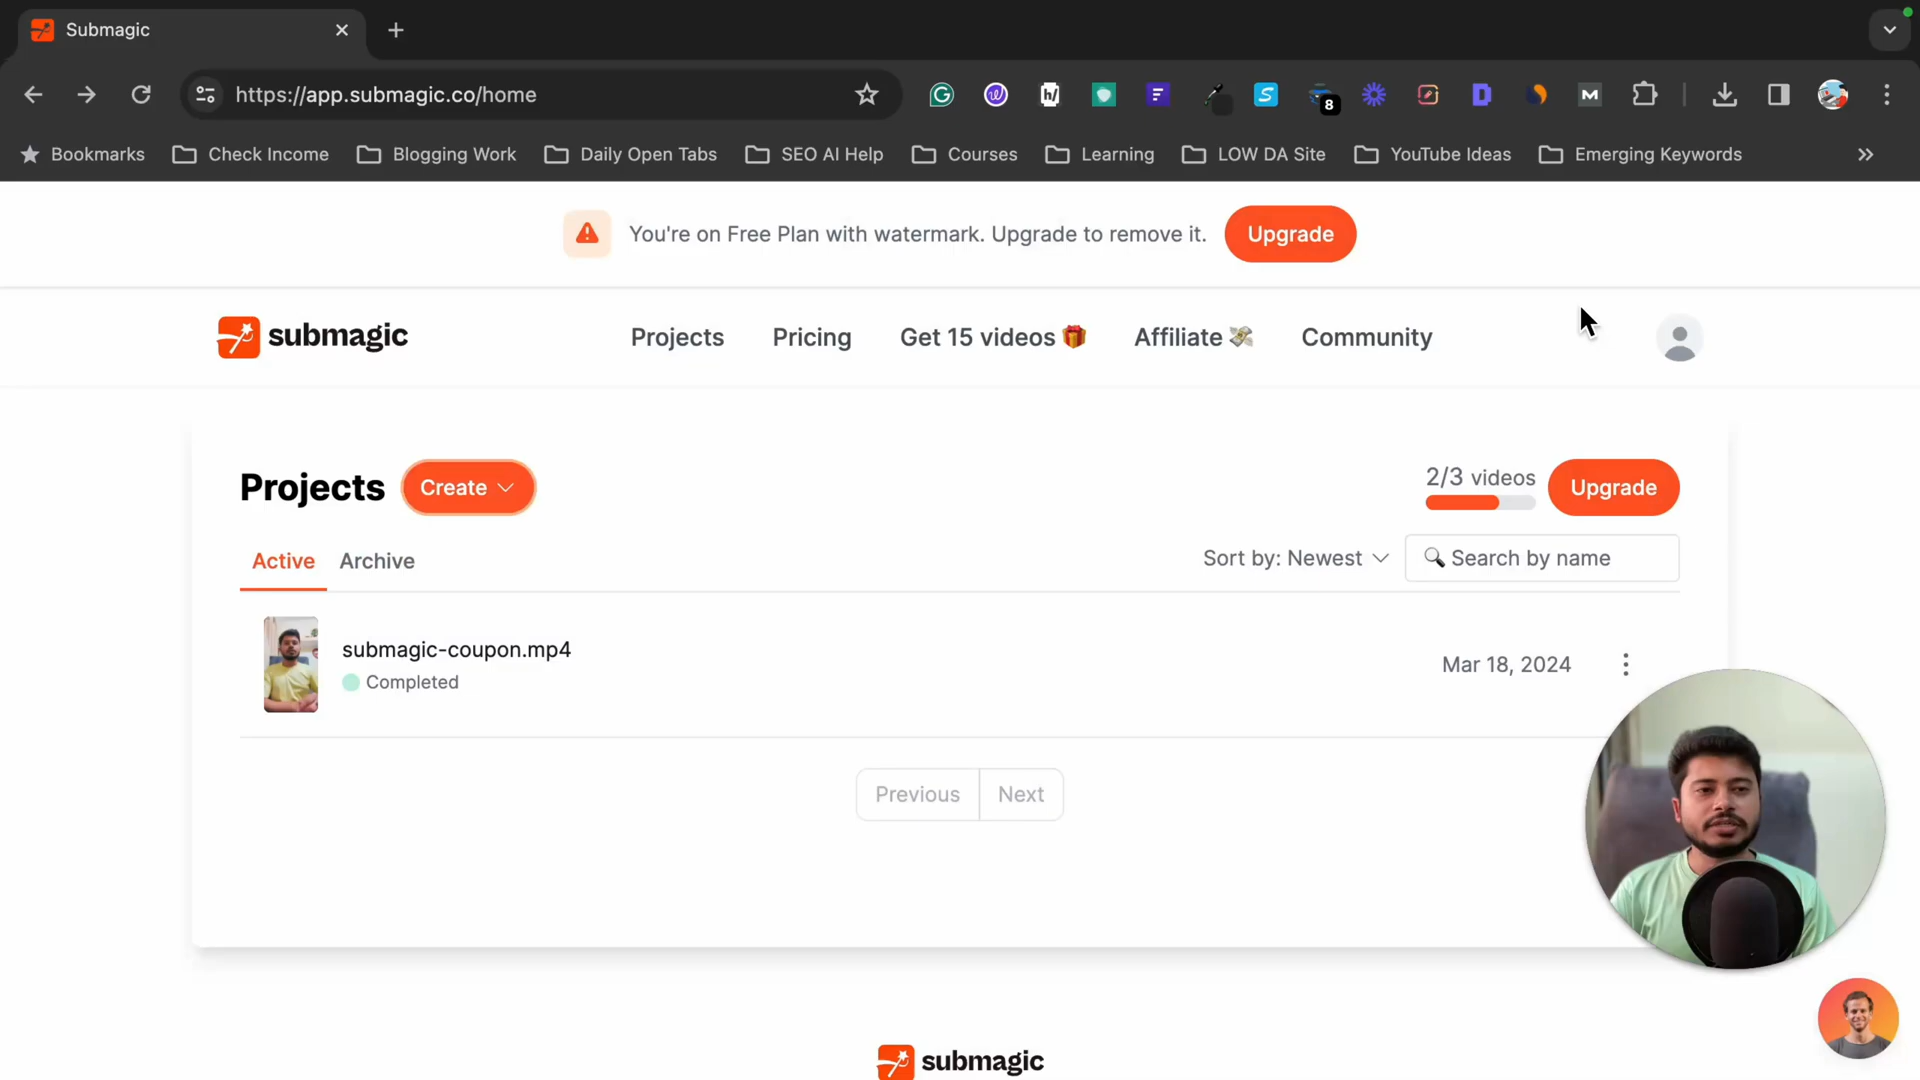 Submagic
https://app.submagic.co/home
8
Bookmarks Check Income Blogging Work Daily Open Tabs SEO AI Help Courses Learning LOW DA Site YouTube Ideas Emerging Keywords
You're on Free Plan with watermark. Upgrade to remove it. Upgrade
submagic Projects Pricing Get 15 videos Affiliate Community
Projects Create 2/3 videos Upgrade
Active Archive Sort by: Newest Search by name
submagic-coupon.mp4
Completed
Mar 18, 2024
Previous Next
submagic